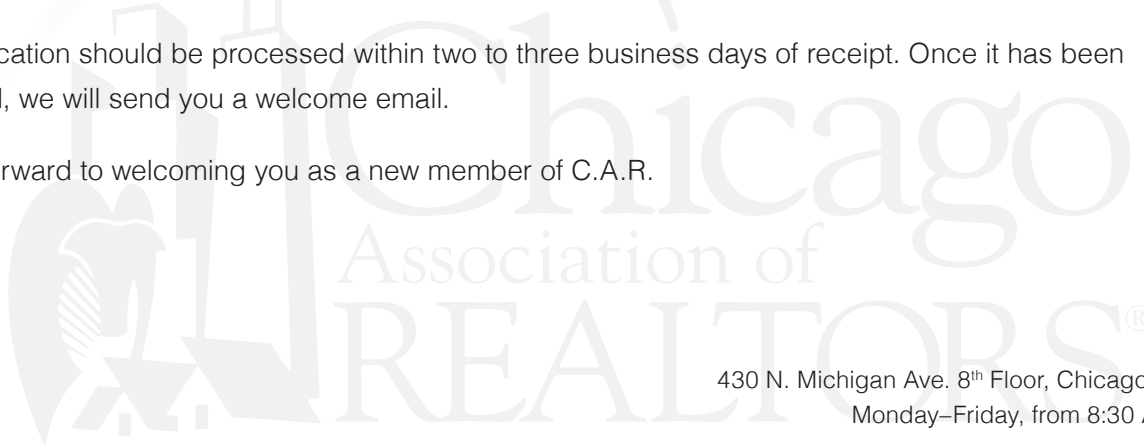 cation should be processed within two to three business days of receipt. Once it has been
, we will send you a welcome email.
rward to welcoming you as a new member of C.A.R.
Chicago
Association of
REALTORS®
430 N. Michigan Ave. 8th Floor, Chicago
Monday–Friday, from 8:30